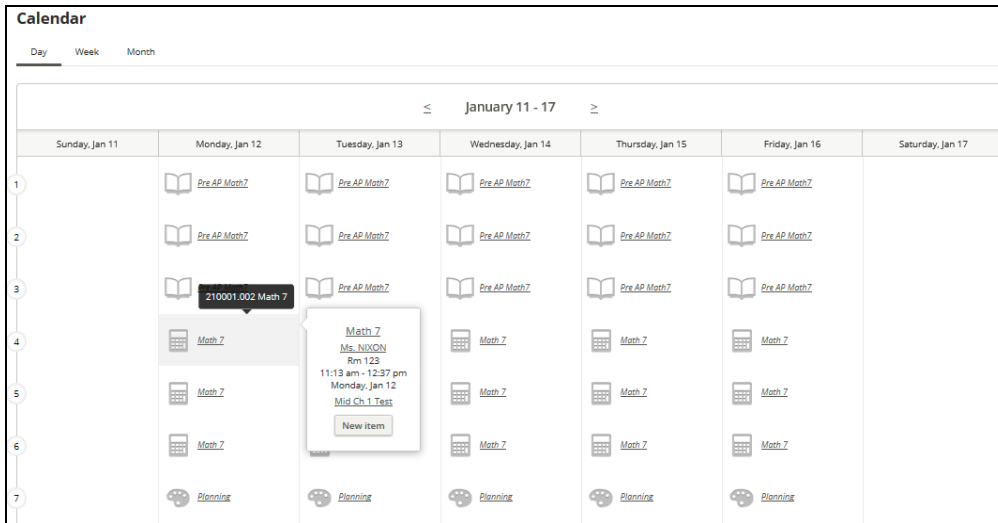 Calendar
Day Week Month
< January 11 - 17 >
Sunday, Jan 11 Monday, Jan 12 Tuesday, Jan 13 Wednesday, Jan 14 Thursday, Jan 15 Friday, Jan 16 Saturday, Jan 17
1 Pre AP Math7 Pre AP Math7 Pre AP Math7 Pre AP Math7 Pre AP Math7
2 Pre AP Math7 Pre AP Math7 Pre AP Math7 Pre AP Math7 Pre AP Math7
3 Pre AP Math7 Pre AP Math7 Pre AP Math7 Pre AP Math7
210001.002 Math 7
4 Math 7 Math 7 Math 7 Math 7
Math 7
Ms. NIXON
Rm 123
11:13 am - 12:37 pm
Monday, Jan 12
Mid Ch 1 Test
New item
5 Math 7 Math 7 Math 7 Math 7
6 Math 7 Math 7 Math 7 Math 7
7 Planning Planning Planning Planning Planning